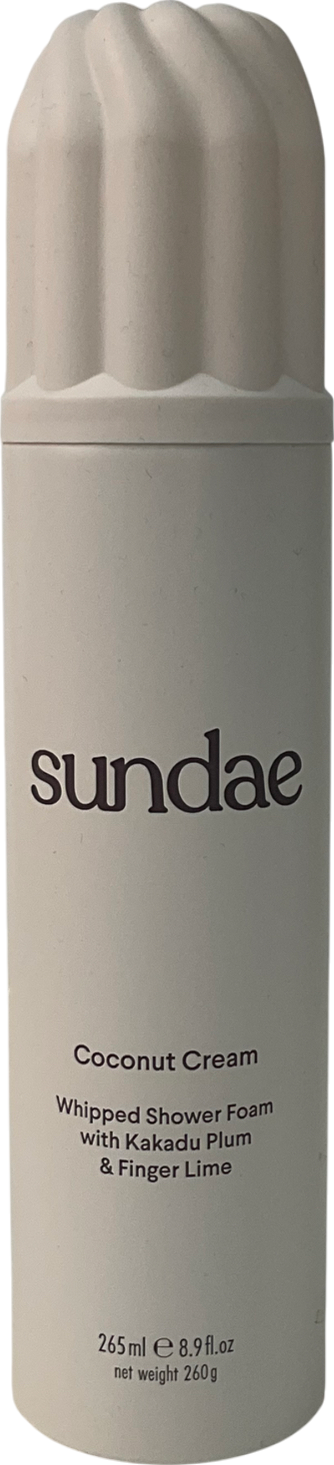 sundae
Coconut Cream
Whipped Shower Foam
with Kakadu Plum
& Finger Lime
265ml ℮ 8.9fl.oz
net weight 260g